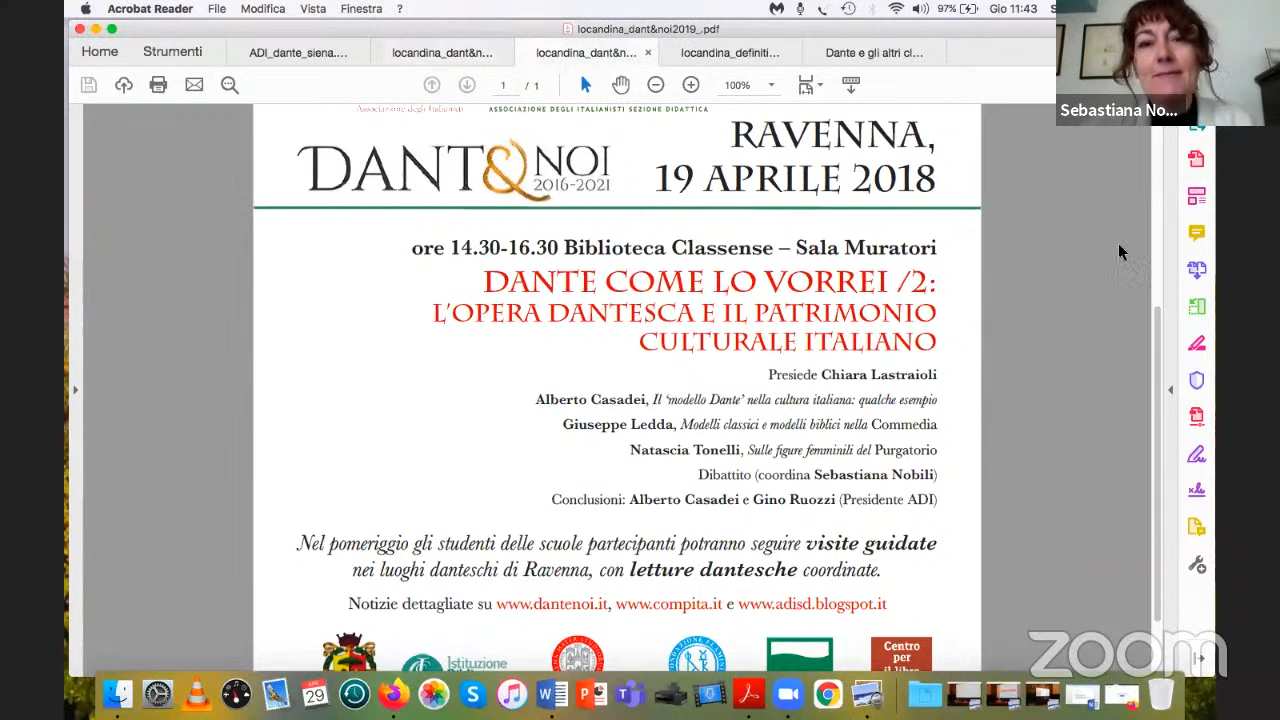 Acrobat Reader File Modifica Vista Finestra ? 97% Gio 11:43
locandina_dant&noi2019_.pdf
Home Strumenti ADI_dante_siena.... locandina_dant&n... locandina_dant&n... × locandina_definiti... Dante e gli altri cl...
1 / 1 100%
Sebastiana No...
Associazione degli Italianisti ASSOCIAZIONE DEGLI ITALIANISTI SEZIONE DIDATTICA
DANT& NOI
2016-2021
RAVENNA,
19 APRILE 2018
ore 14.30-16.30 Biblioteca Classense – Sala Muratori
DANTE COME LO VORREI /2:
L'OPERA DANTESCA E IL PATRIMONIO
CULTURALE ITALIANO
Presiede Chiara Lastraioli
Alberto Casadei, Il 'modello Dante' nella cultura italiana: qualche esempio
Giuseppe Ledda, Modelli classici e modelli biblici nella Commedia
Natascia Tonelli, Sulle figure femminili del Purgatorio
Dibattito (coordina Sebastiana Nobili)
Conclusioni: Alberto Casadei e Gino Ruozzi (Presidente ADI)
Nel pomeriggio gli studenti delle scuole partecipanti potranno seguire visite guidate
nei luoghi danteschi di Ravenna, con letture dantesche coordinate.
Notizie dettagliate su www.dantenoi.it, www.compita.it e www.adisd.blogspot.it
Istituzione
Centro
per
il libro
zoom
APR
29